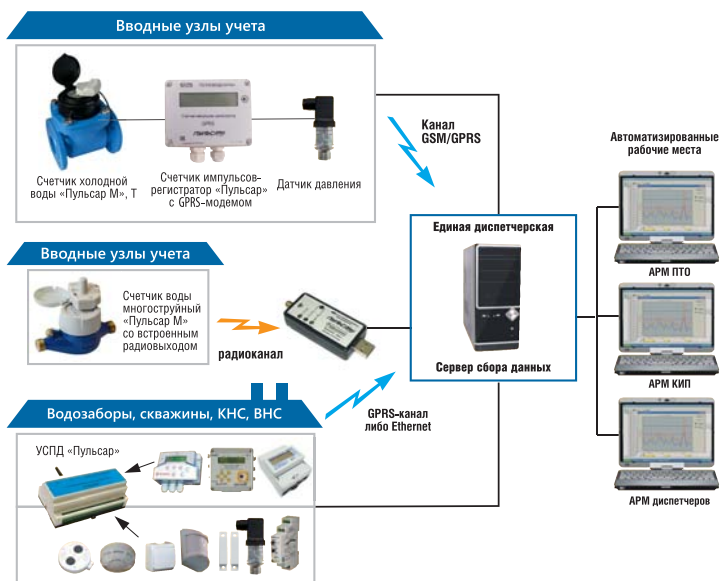 Вводные узлы учета
Счетчик холодной
воды «Пульсар М», Т
Счетчик импульсов-
регистратор «Пульсар»
с GPRS-модемом
Датчик давления
Канал
GSM/GPRS
Автоматизированные
рабочие места
Единая диспетчерская
Сервер сбора данных
АРМ ПТО
АРМ КИП
АРМ диспетчеров
Вводные узлы учета
Счетчик воды
многоструйный
«Пульсар М»
со встроенным
радиовыходом
радиоканал
Водозаборы, скважины, КНС, ВНС
GPRS-канал
либо Ethernet
УСПД «Пульсар»